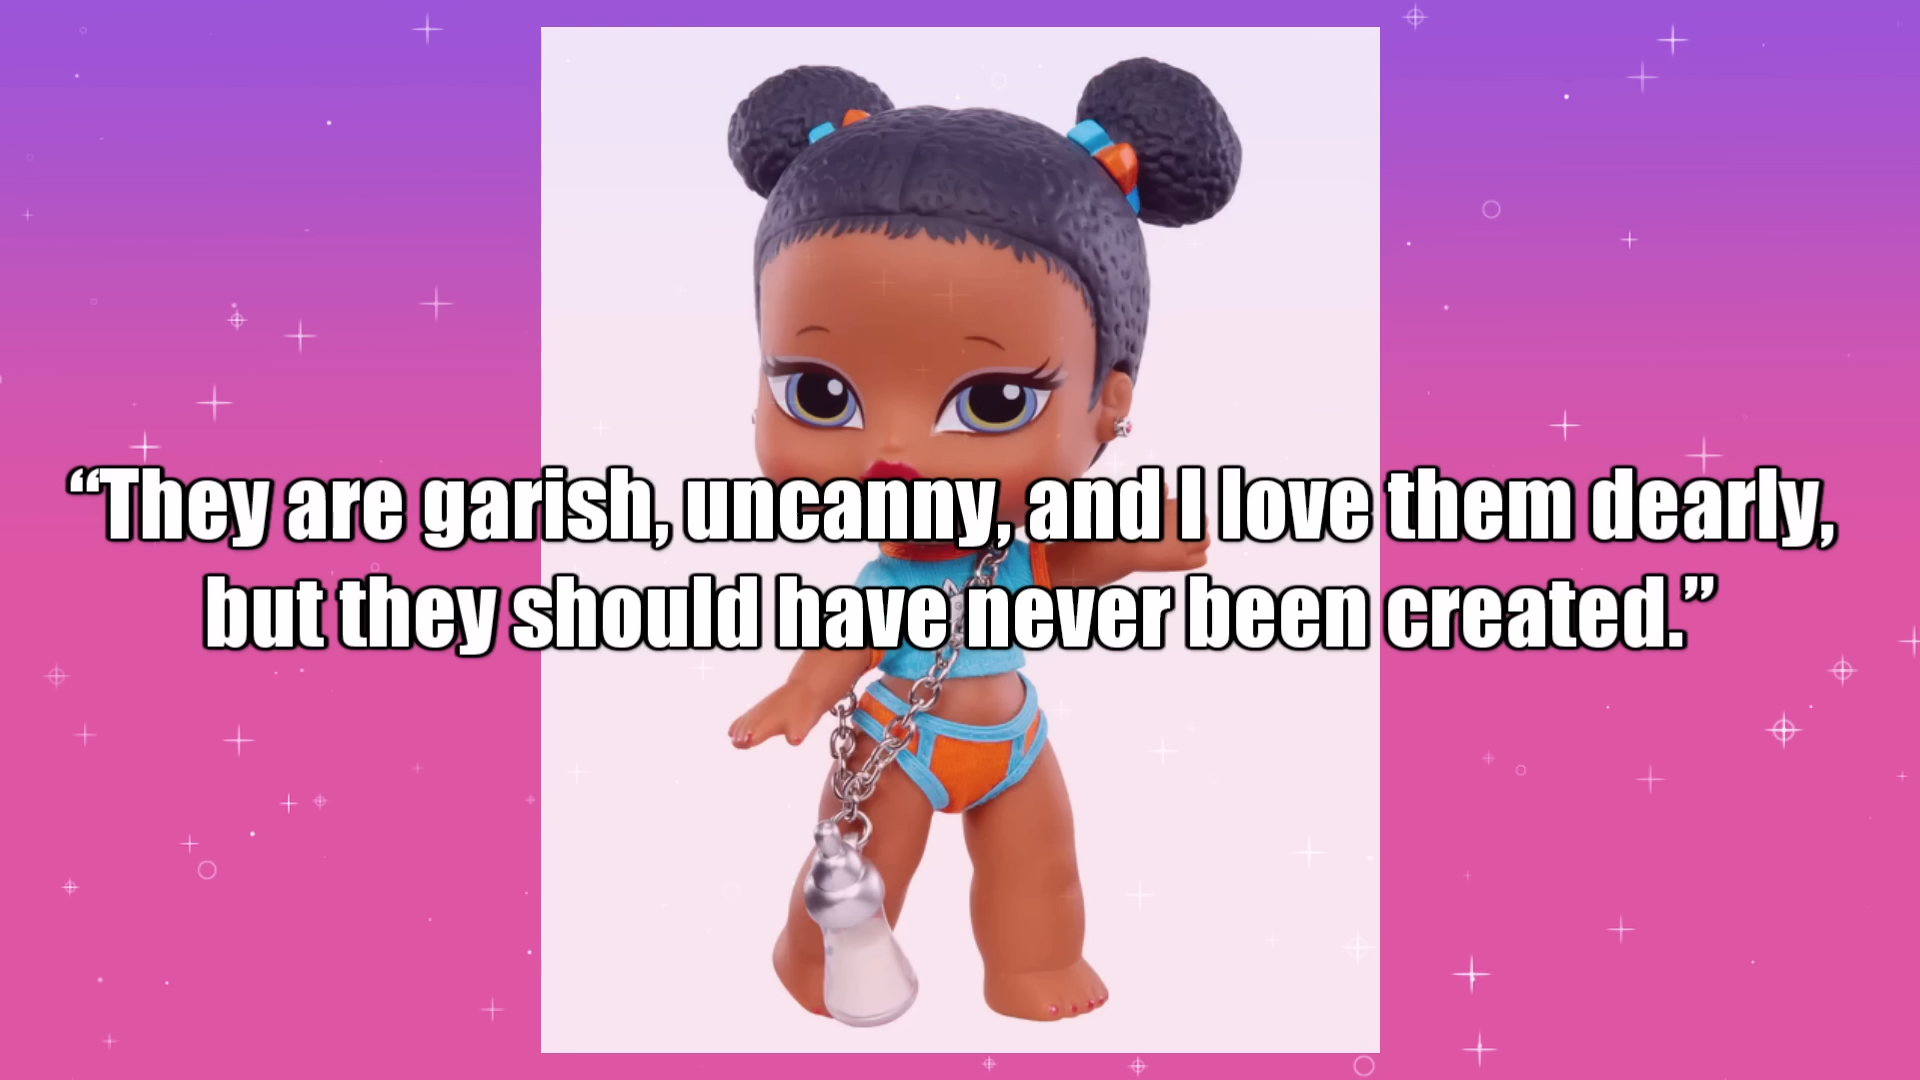 “They are garish, uncanny, and I love them dearly,
but they should have never been created.”